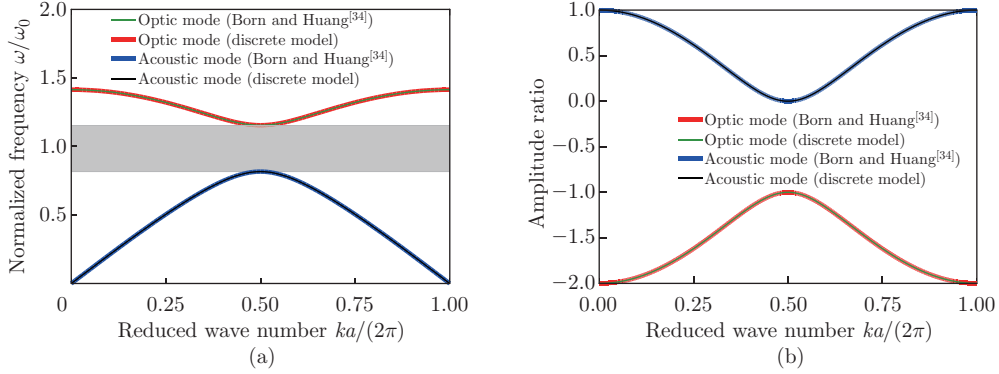 2.0
1.5
1.0
0.5
0
0.25
0.50
0.75
1.00
Normalized frequency ω/ω₀
Reduced wave number ka/(2π)
Optic mode (Born and Huang[34])
Optic mode (discrete model)
Acoustic mode (Born and Huang[34])
Acoustic mode (discrete model)
(a)
1.0
0.5
0.0
−0.5
−1.0
−1.5
−2.0
0.00
0.25
0.50
0.75
1.00
Amplitude ratio
Reduced wave number ka/(2π)
Optic mode (Born and Huang[34])
Optic mode (discrete model)
Acoustic mode (Born and Huang[34])
Acoustic mode (discrete model)
(b)